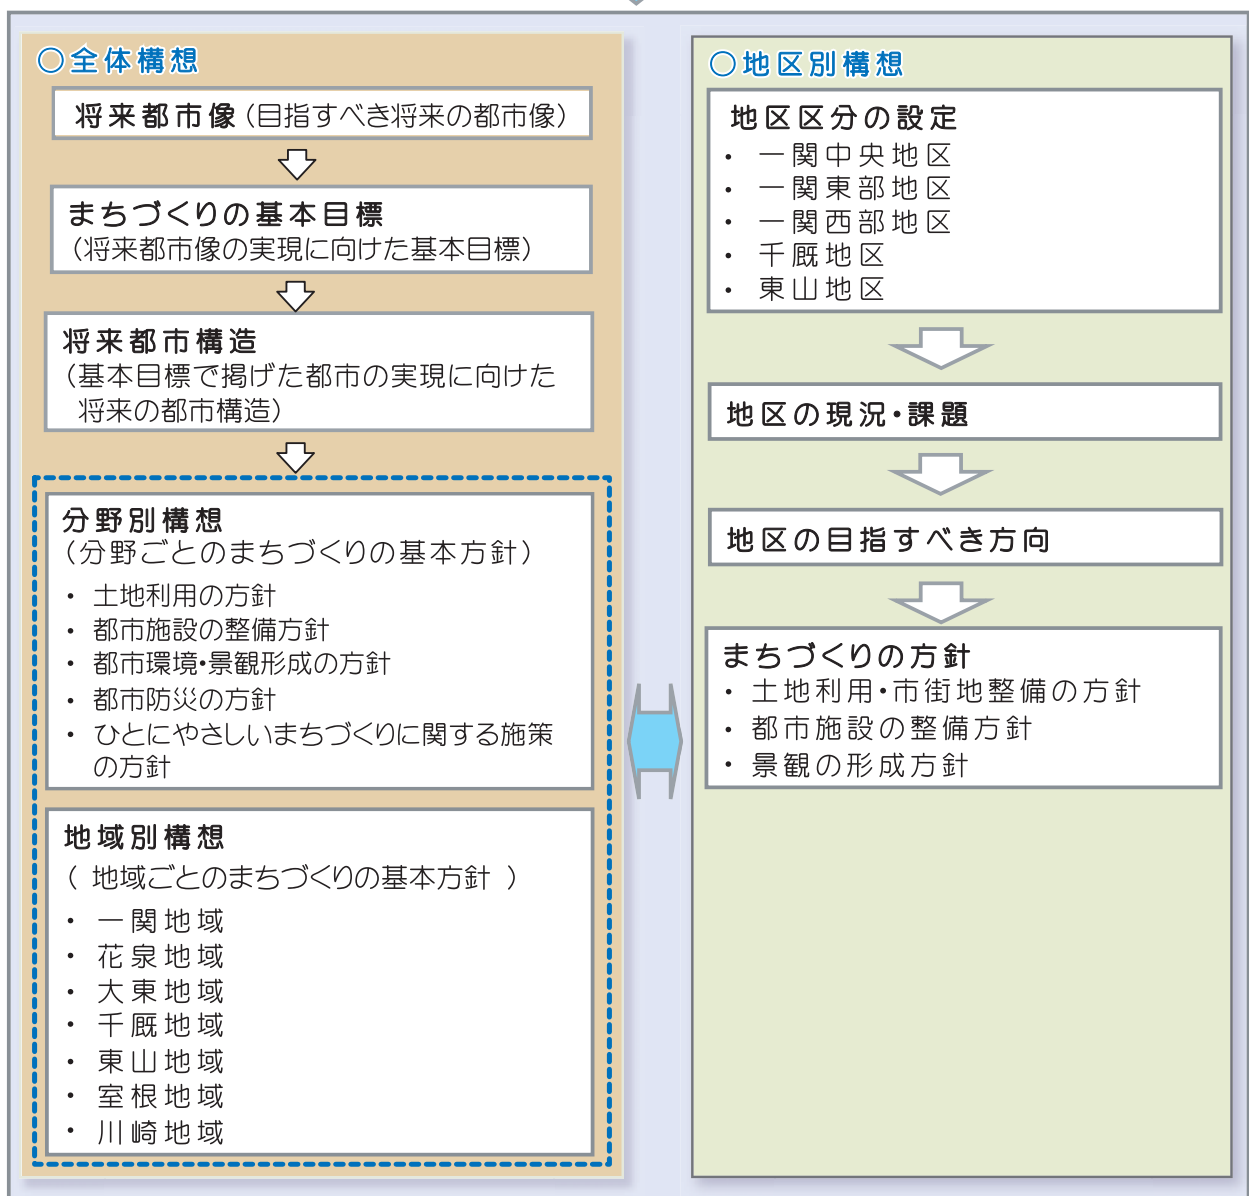 ○全体構想
将来都市像（目指すべき将来の都市像）
まちづくりの基本目標
（将来都市像の実現に向けた基本目標）
将来都市構造
（基本目標で掲げた都市の実現に向けた
将来の都市構造）
分野別構想
（分野ごとのまちづくりの基本方針）
・ 土地利用の方針
・ 都市施設の整備方針
・ 都市環境・景観形成の方針
・ 都市防災の方針
・ ひとにやさしいまちづくりに関する施策
の方針
地域別構想
（ 地域ごとのまちづくりの基本方針 ）
・ 一関地域
・ 花泉地域
・ 大東地域
・ 千厩地域
・ 東山地域
・ 室根地域
・ 川崎地域
○地区別構想
地区区分の設定
・ 一関中央地区
・ 一関東部地区
・ 一関西部地区
・ 千厩地区
・ 東山地区
地区の現況・課題
地区の目指すべき方向
まちづくりの方針
・ 土地利用・市街地整備の方針
・ 都市施設の整備方針
・ 景観の形成方針